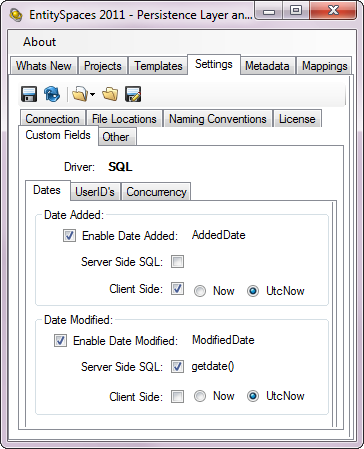 EntitySpaces 2011 - Persistence Layer an...
About
Whats New Projects Templates Settings Metadata Mappings
Connection File Locations Naming Conventions License
Custom Fields Other
Driver: SQL
Dates UserID's Concurrency
Date Added:
Enable Date Added: AddedDate
Server Side SQL:
Client Side: Now UtcNow
Date Modified:
Enable Date Modified: ModifiedDate
Server Side SQL: getdate()
Client Side: Now UtcNow